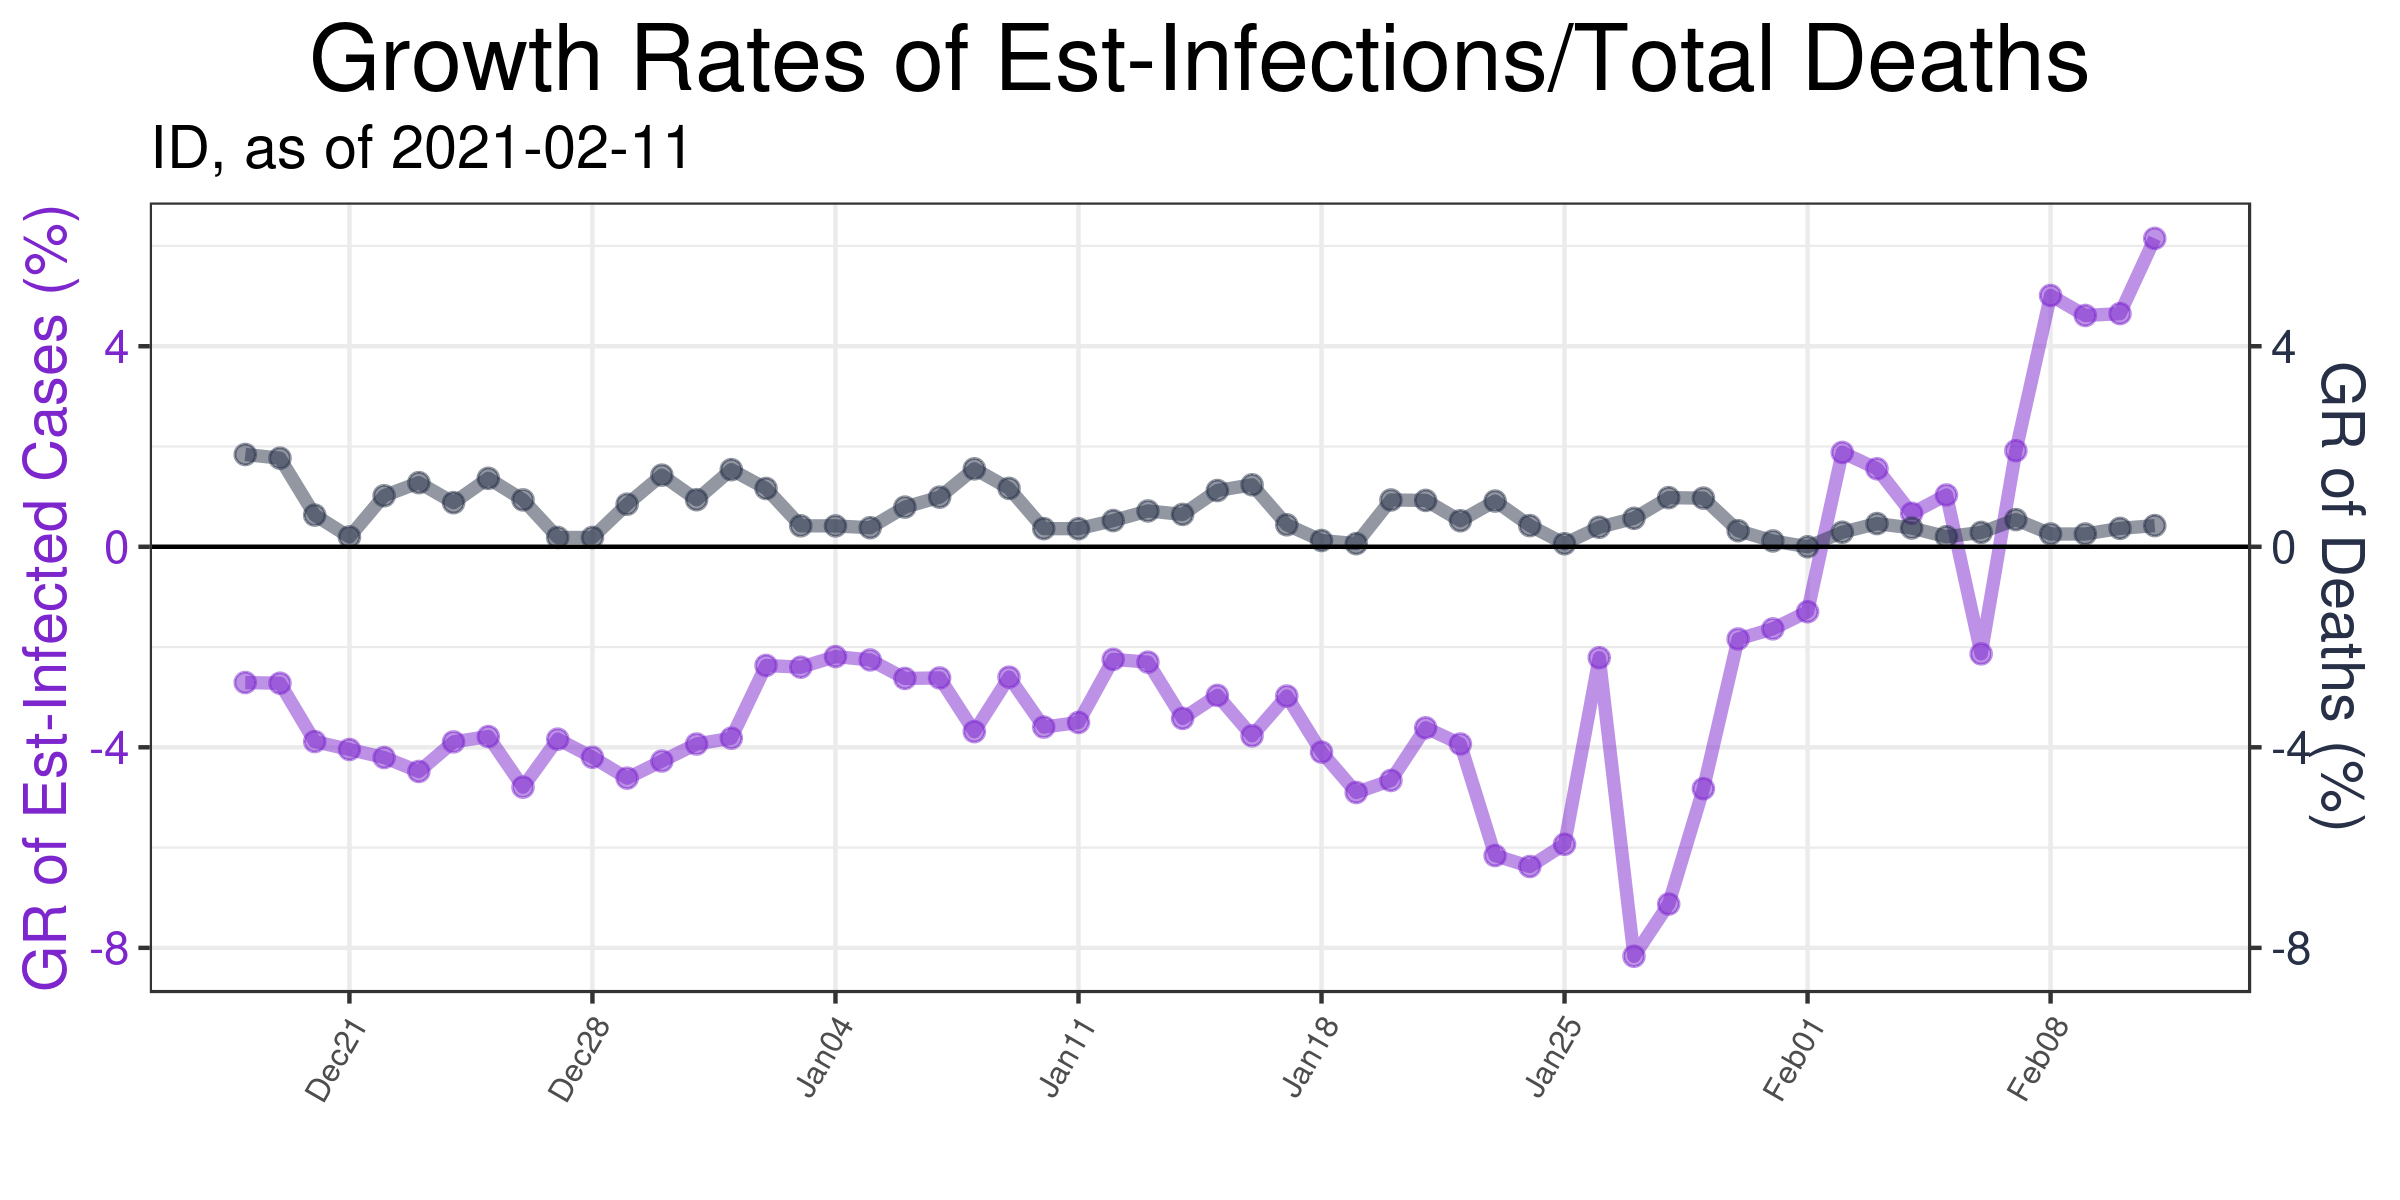 Growth Rates of Est-Infections/Total Deaths
ID, as of 2021-02-11
GR of Est-Infected Cases (%)
4
0
-4
-8
4
0
-4
-8
GR of Deaths (%)
Dec21
Dec28
Jan04
Jan11
Jan18
Jan25
Feb01
Feb08